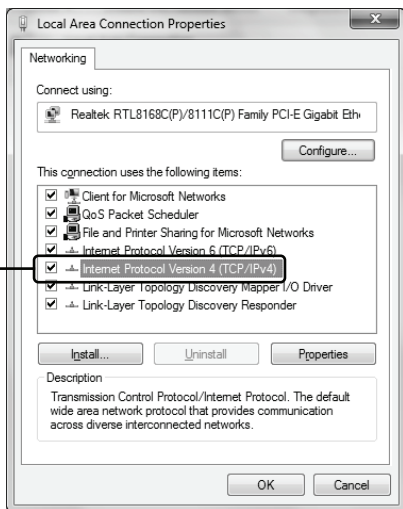 Local Area Connection Properties
Networking
Connect using:
Realtek RTL8168C(P)/8111C(P) Family PCI-E Gigabit Eth
Configure...
This connection uses the following items:
Client for Microsoft Networks
QoS Packet Scheduler
File and Printer Sharing for Microsoft Networks
Internet Protocol Version 6 (TCP/IPv6)
Internet Protocol Version 4 (TCP/IPv4)
Link-Layer Topology Discovery Mapper I/O Driver
Link-Layer Topology Discovery Responder
Install...
Uninstall
Properties
Description
Transmission Control Protocol/Internet Protocol. The default
wide area network protocol that provides communication
across diverse interconnected networks.
OK
Cancel